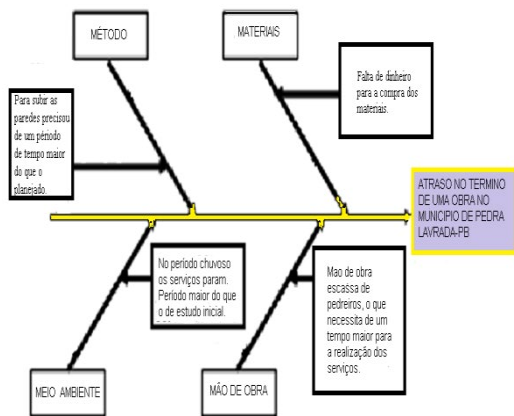 MÉTODO
MATERIAIS
Para subir as
paredes precisou
de um périodo
de tempo maior
do que o
planejado.
Falta de dinheiro
para a compra dos
materiais.
ATRASO NO TERMINO
DE UMA OBRA NO
MUNICIPIO DE PEDRA
LAVRADA-PB
No período chuvoso
os serviços param.
Período maior do que
o de estudo inicial.
Mao de obra
escassa de
pedreiros, o que
necessita de um
tempo maior para
a realização dos
serviços.
MEIO AMBIENTE
MÃO DE OBRA